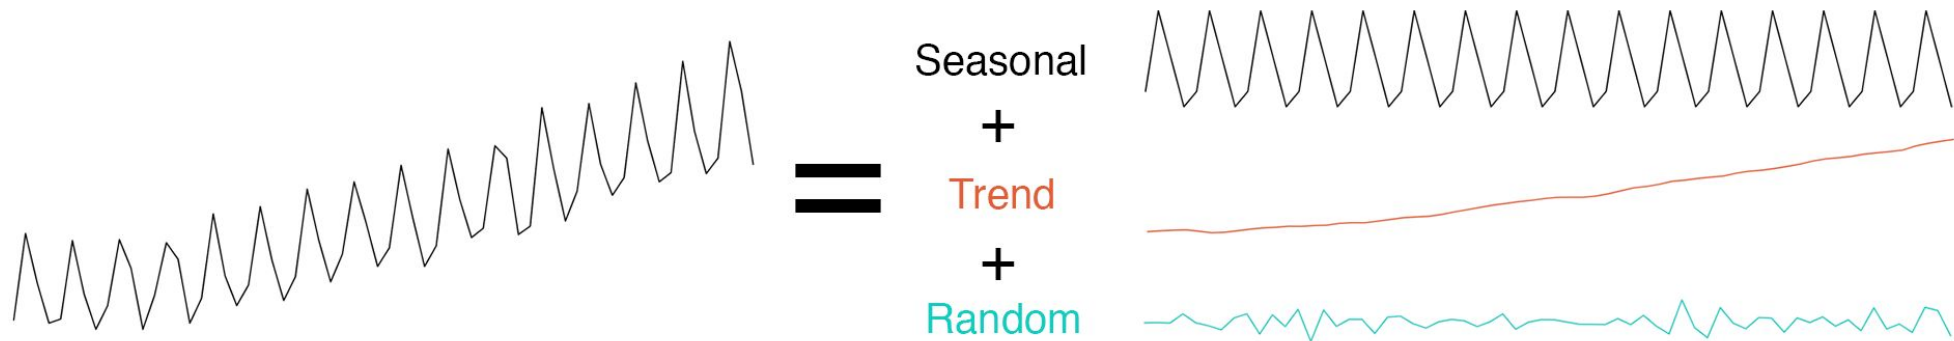 Seasonal
+
Trend
+
Random
=